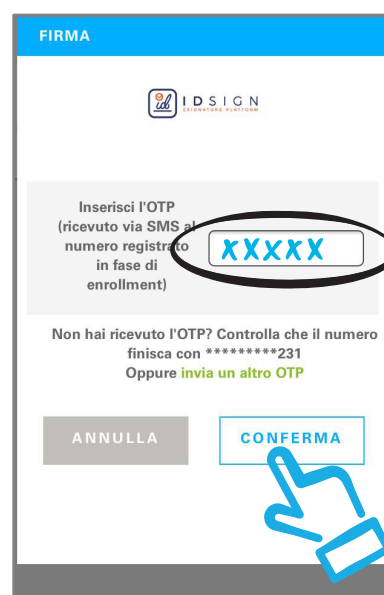 FIRMA
id IDSIGN
ESIGNATURE PLATFORM
Inserisci l'OTP
(ricevuto via SMS al
numero registrato
in fase di
enrollment)
XXXXX
Non hai ricevuto l'OTP? Controlla che il numero
finisca con *********231
Oppure invia un altro OTP
ANNULLA
CONFERMA